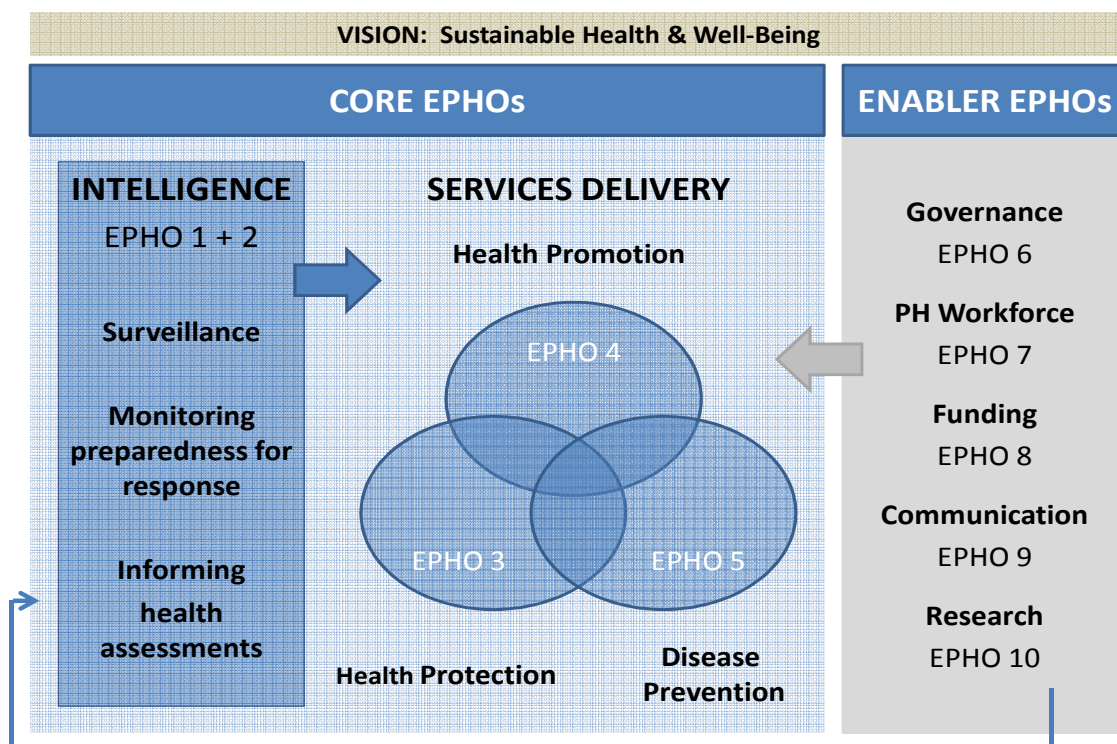 VISION: Sustainable Health & Well-Being
CORE EPHOs
ENABLER EPHOs
INTELLIGENCE
EPHO 1 + 2
Surveillance
Monitoring
preparedness for
response
Informing
health
assessments
SERVICES DELIVERY
Health Promotion
EPHO 4
EPHO 3
EPHO 5
Health Protection
Disease
Prevention
Governance
EPHO 6
PH Workforce
EPHO 7
Funding
EPHO 8
Communication
EPHO 9
Research
EPHO 10